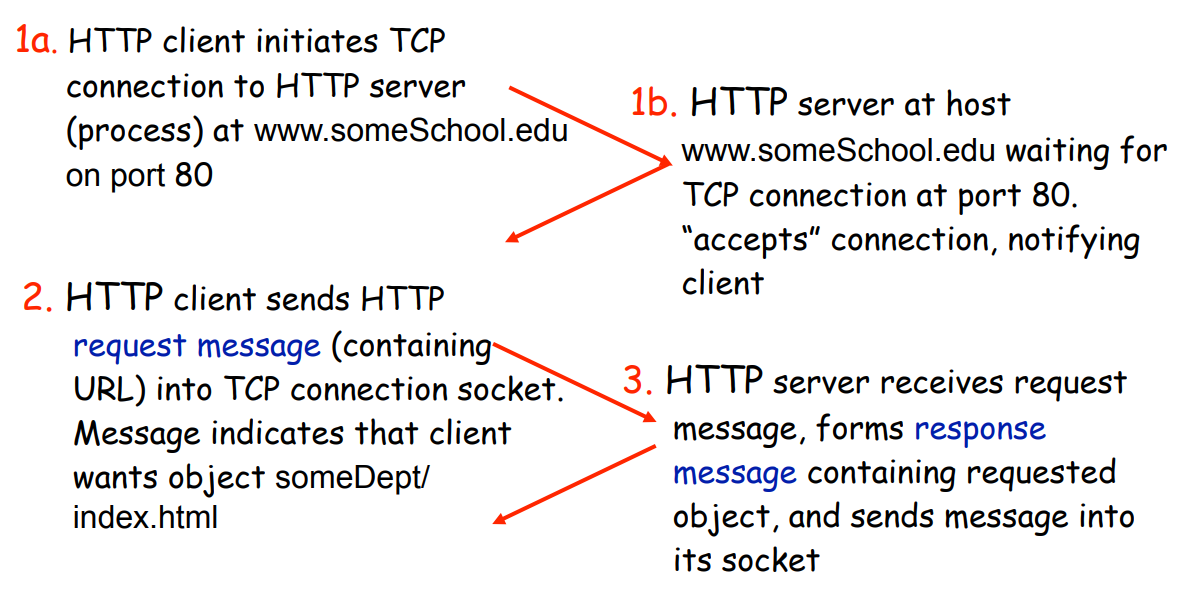 1a. HTTP client initiates TCP
connection to HTTP server
(process) at www.someSchool.edu
on port 80
1b. HTTP server at host
www.someSchool.edu waiting for
TCP connection at port 80.
“accepts” connection, notifying
client
2. HTTP client sends HTTP
request message (containing
URL) into TCP connection socket.
Message indicates that client
wants object someDept/
index.html
3. HTTP server receives request
message, forms response
message containing requested
object, and sends message into
its socket